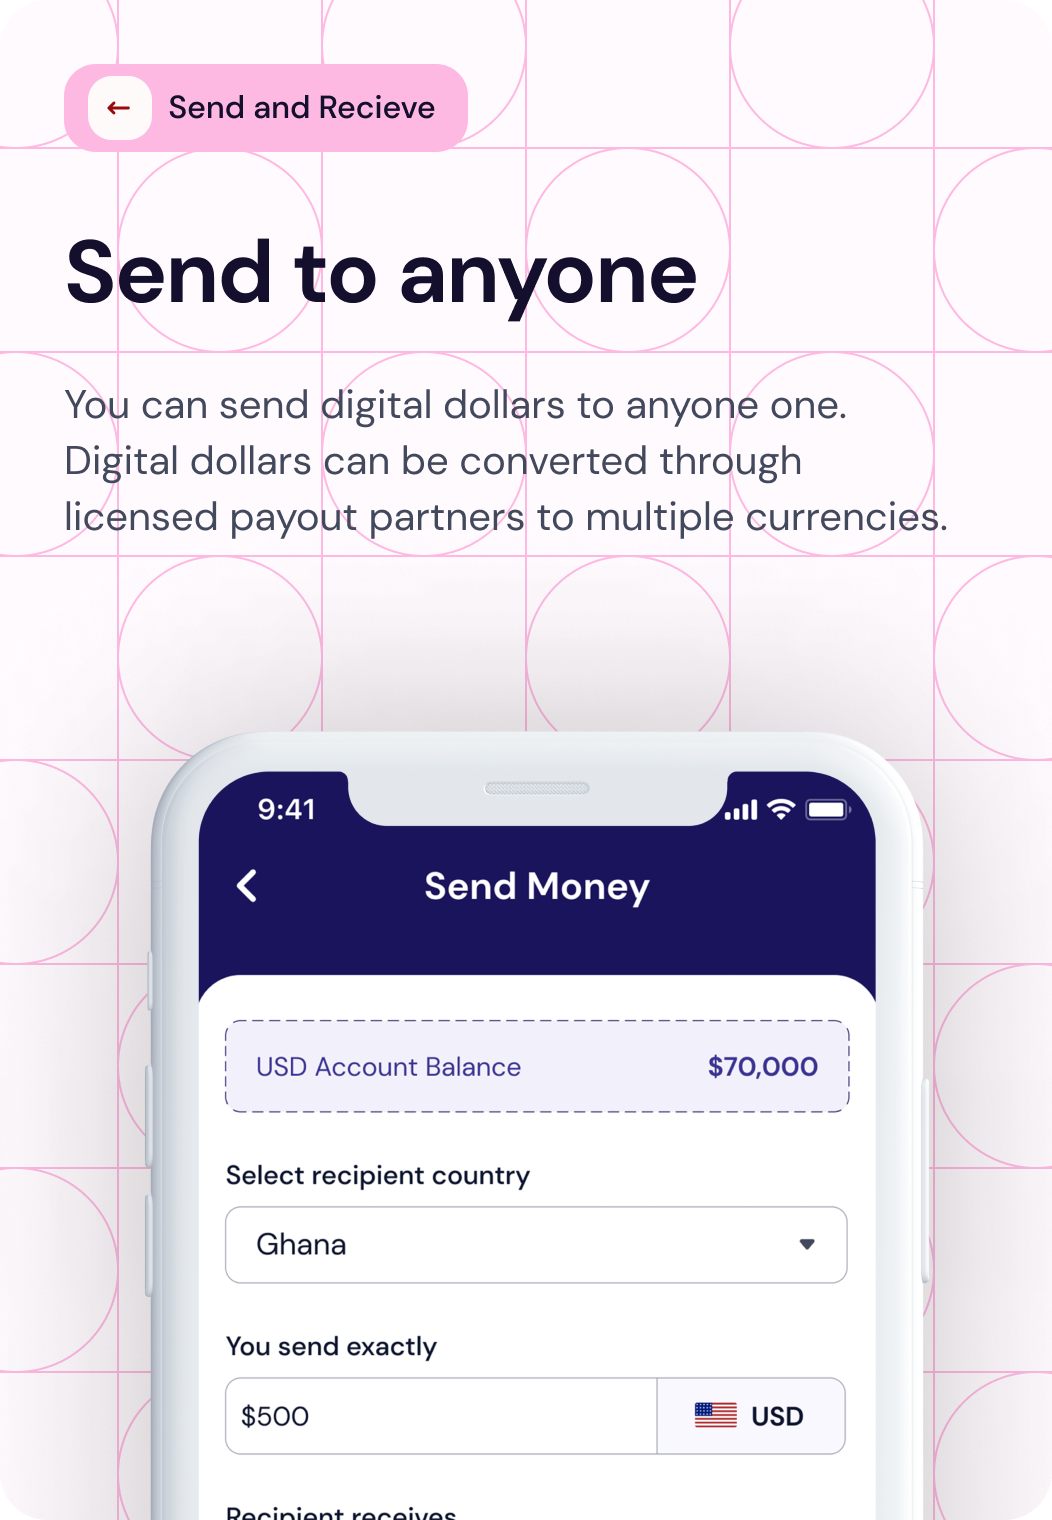 Send and Recieve
Send to anyone
You can send digital dollars to anyone one.
Digital dollars can be converted through
licensed payout partners to multiple currencies.
9:41
Send Money
USD Account Balance $70,000
Select recipient country
Ghana
You send exactly
$500 USD
Recipient receives